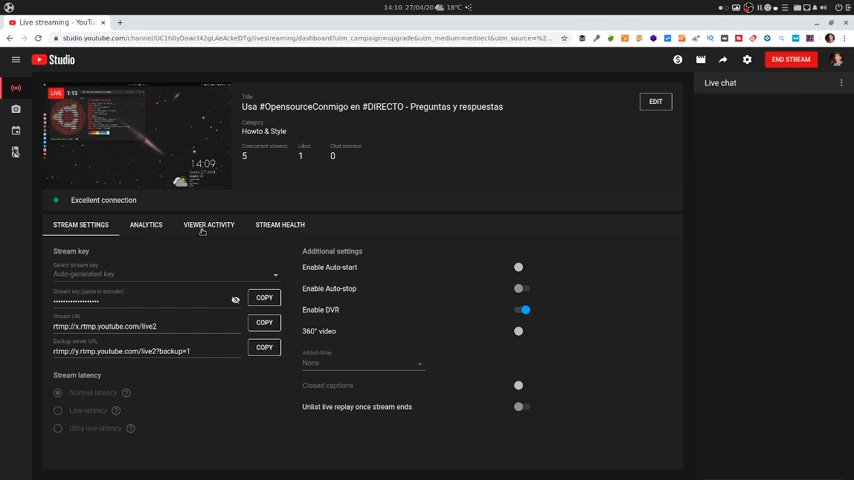 14:10 27/04/20
18°C
Live streaming - YouTu
studio.youtube.com/channel/UC1h0yDawct42gLAeAckeDTg/livestreaming/dashboard?utm_campaign=upgrade&utm_medium=redirect&utm_source=%2...
Studio
END STREAM
LIVE 1:13
14:09
Title
Usa #OpensourceConmigo en #DIRECTO - Preguntas y respuestas
EDIT
Category
Howto & Style
Concurrent viewers Likes Chat revenue
5 1 0
Live chat
Excellent connection
STREAM SETTINGS ANALYTICS VIEWER ACTIVITY STREAM HEALTH
Stream key
Select stream key
Auto-generated key
Stream key (paste in encoder)
••••••••••••••••••• COPY
Stream URL
rtmp://x.rtmp.youtube.com/live2 COPY
Backup server URL
rtmp://y.rtmp.youtube.com/live2?backup=1 COPY
Stream latency
Normal latency
Low-latency
Ultra low-latency
Additional settings
Enable Auto-start
Enable Auto-stop
Enable DVR
360° video
Added delay
None
Closed captions
Unlist live replay once stream ends